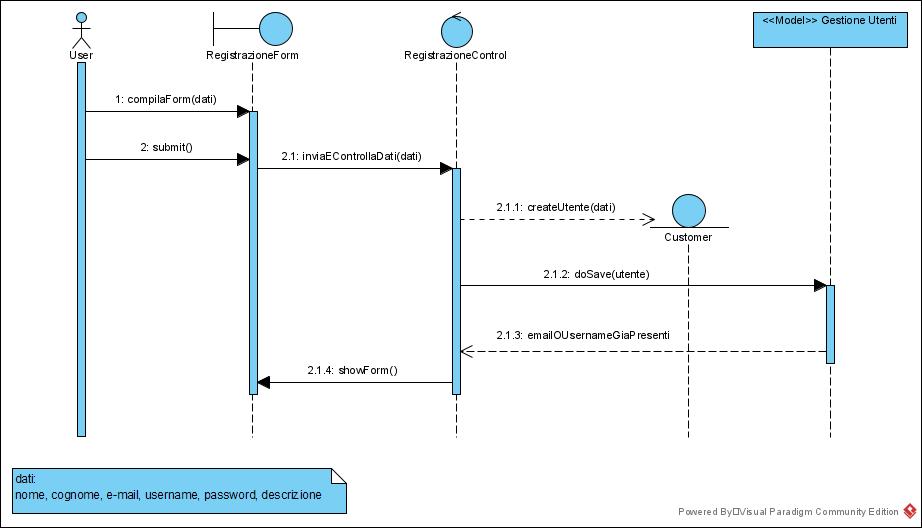 <<Model>> Gestione Utenti
User
RegistrazioneForm
RegistrazioneControl
1: compilaForm(dati)
2: submit()
2.1: inviaEControllaDati(dati)
2.1.1: createUtente(dati)
Customer
2.1.2: doSave(utente)
2.1.3: emailOUsernameGiaPresenti
2.1.4: showForm()
dati:
nome, cognome, e-mail, username, password, descrizione
Powered By Visual Paradigm Community Edition